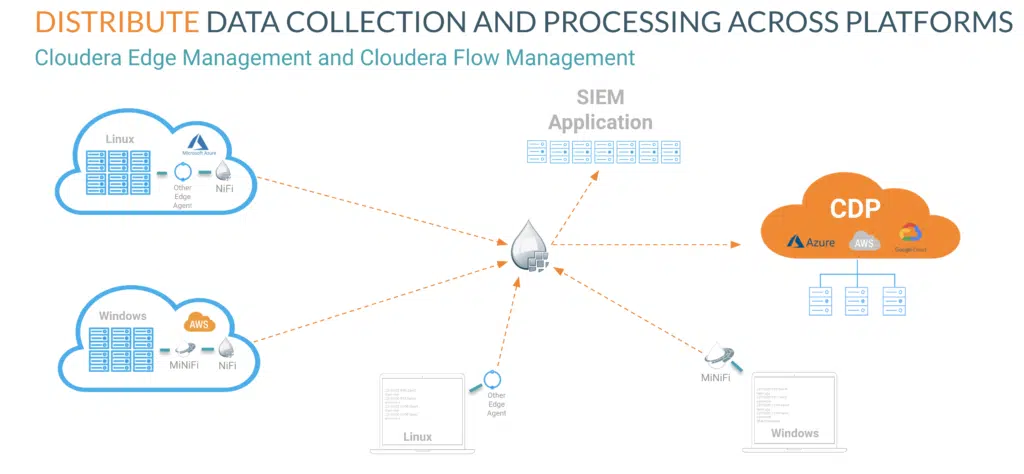 DISTRIBUTE DATA COLLECTION AND PROCESSING ACROSS PLATFORMS
Cloudera Edge Management and Cloudera Flow Management
SIEM
Application
Linux
Microsoft Azure
Other
Edge
Agent
NiFi
CDP
Azure
AWS
Google Cloud
Windows
AWS
MiNiFi
NiFi
MiNiFi
Other
Edge
Agent
Linux
Windows